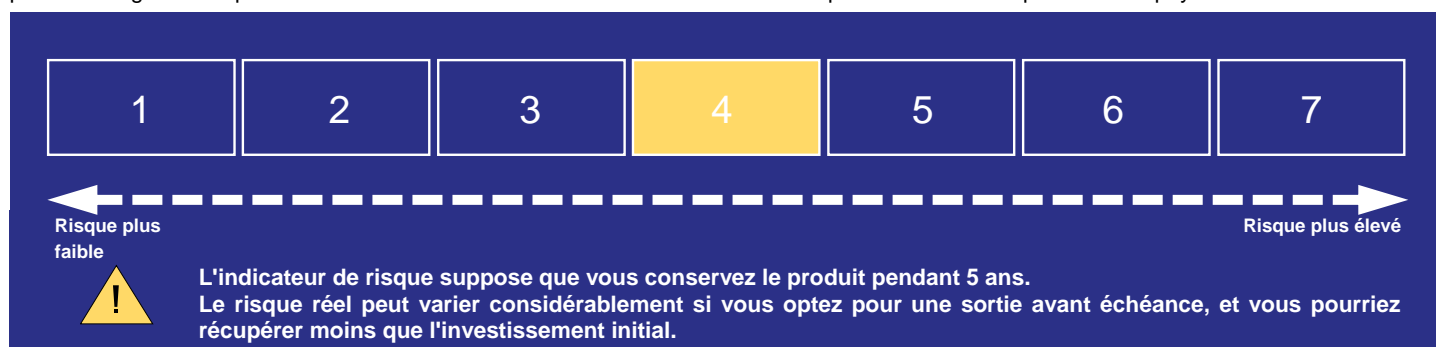 1 2 3 4 5 6 7
Risque plus
faible
Risque plus élevé
!
L'indicateur de risque suppose que vous conservez le produit pendant 5 ans.
Le risque réel peut varier considérablement si vous optez pour une sortie avant échéance, et vous pourriez
récupérer moins que l'investissement initial.